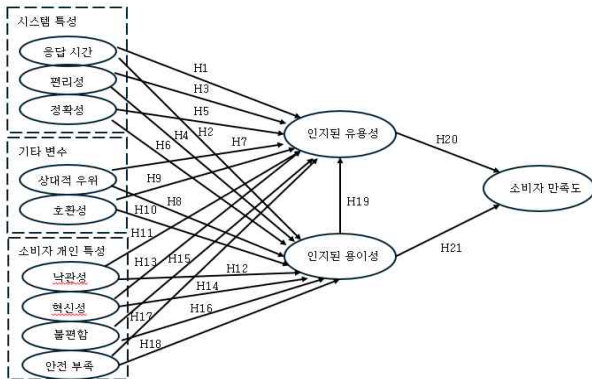 시스템 특성
응답 시간
편리성
정확성
기타 변수
상대적 우위
호환성
소비자 개인 특성
낙관성
혁신성
불편함
안전 부족
H1
H3
H5
H6
H4
H2
H7
H9
H8
H10
H11
H13
H15
H12
H14
H17
H16
H18
인지된 유용성
H19
인지된 용이성
H20
H21
소비자 만족도